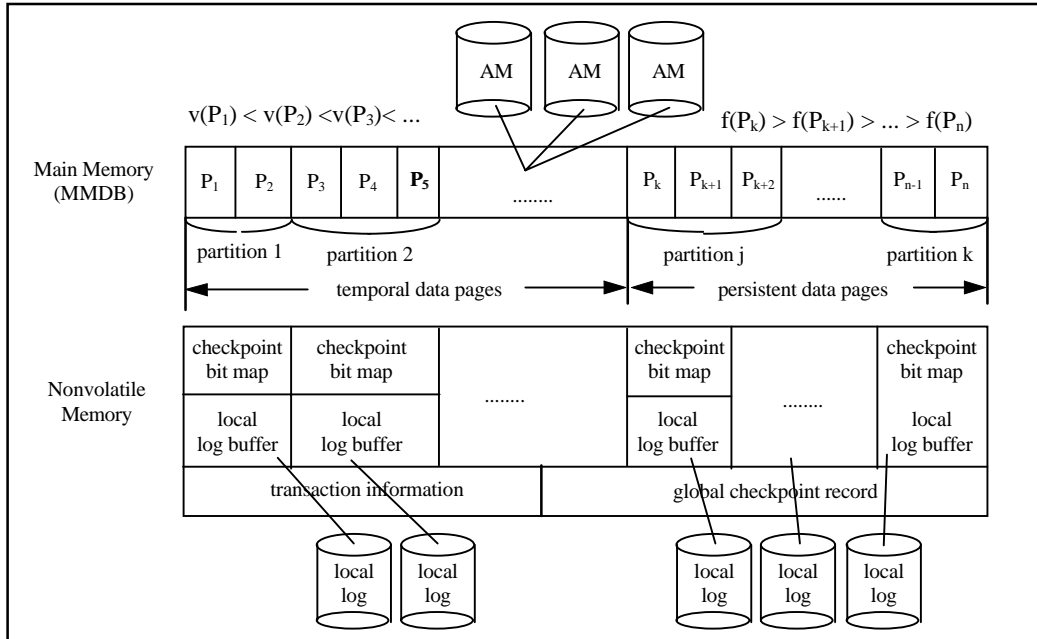 AM AM AM
v(P₁) < v(P₂) <v(P₃)< ...
f(Pₖ) > f(Pₖ₊₁) > ... > f(Pₙ)
Main Memory
(MMDB)
P₁ P₂ P₃ P₄ P₅ ........ Pₖ Pₖ₊₁ Pₖ₊₂ ...... Pₙ₋₁ Pₙ
partition 1 partition 2 partition j partition k
temporal data pages persistent data pages
Nonvolatile
Memory
checkpoint
bit map
checkpoint
bit map
........
checkpoint
bit map
........
checkpoint
bit map
local
log buffer
local
log buffer
local
log buffer
local
log buffer
transaction information global checkpoint record
local
log
local
log
local
log
local
log
local
log